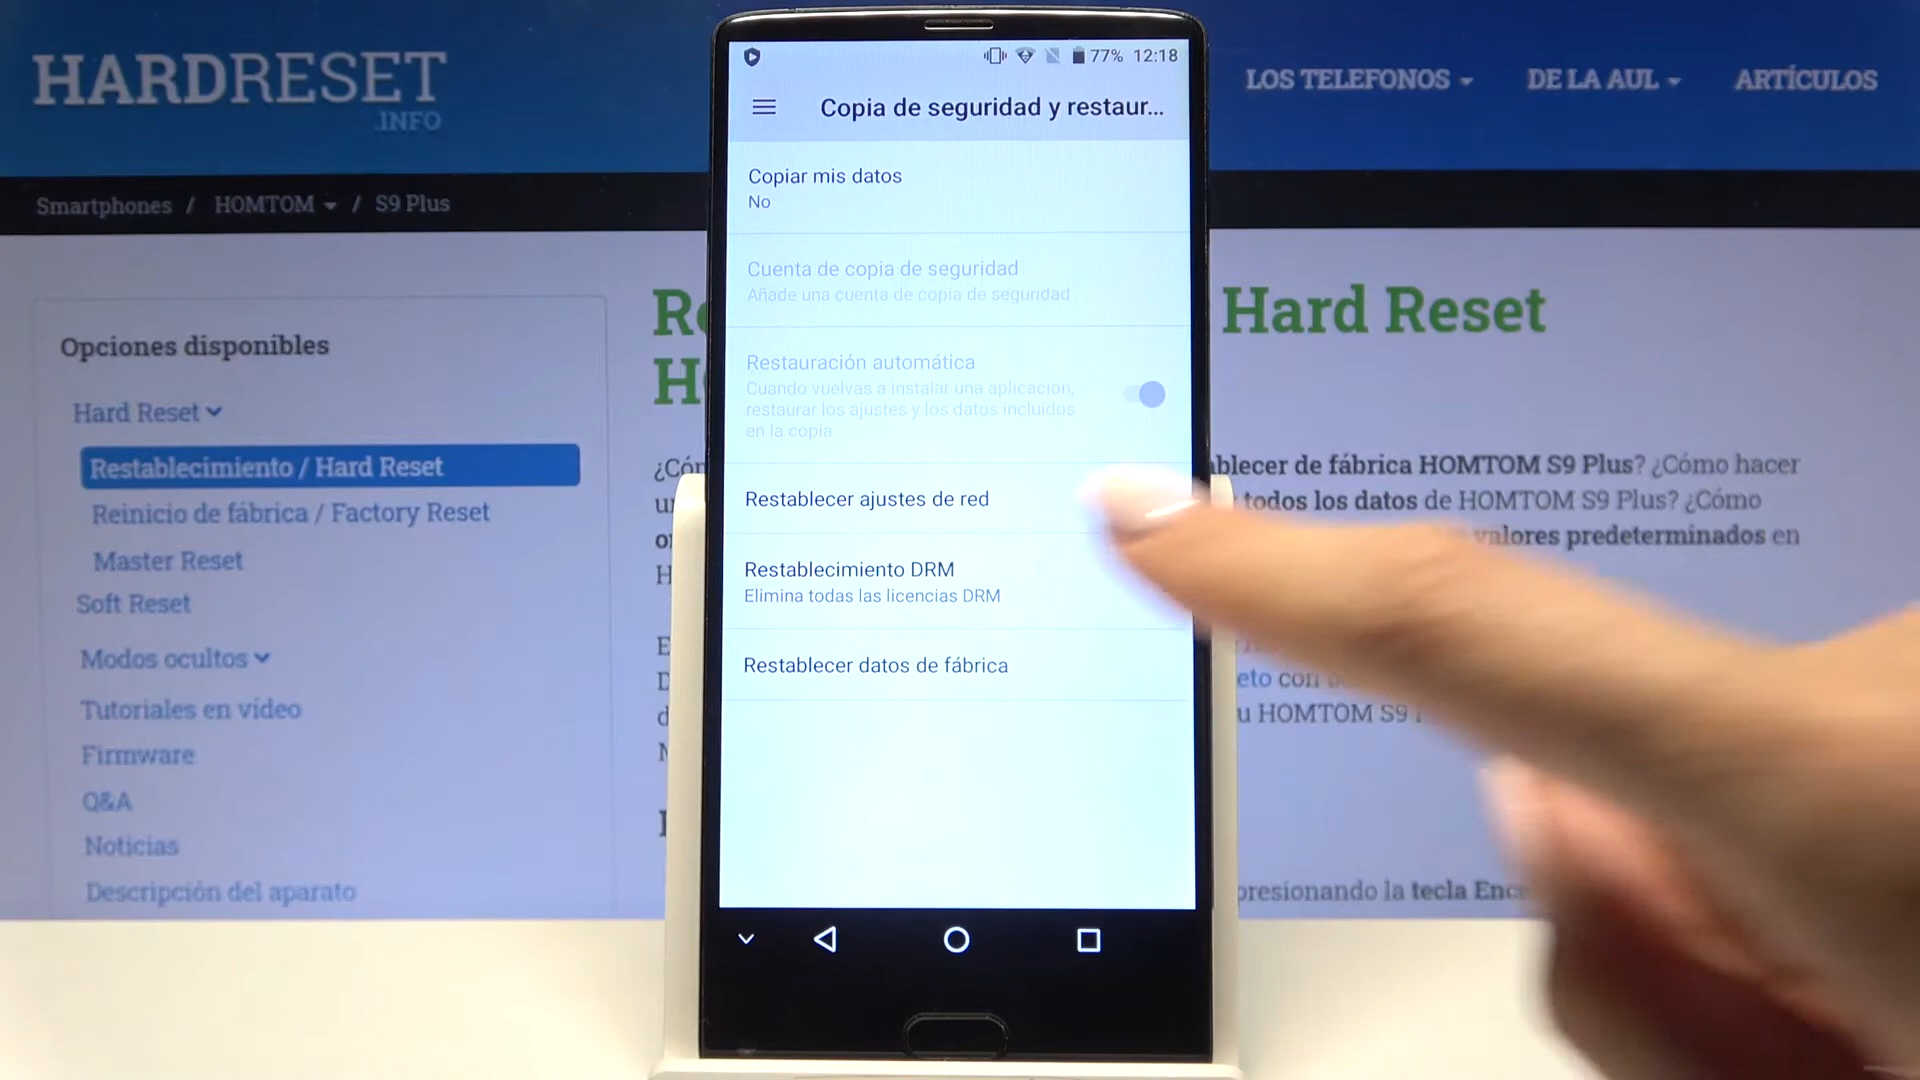 HARDRESET
.INFO
LOS TELEFONOS
DE LA AUL
ARTÍCULOS
Smartphones / HOMTOM / S9 Plus
77% 12:18
Copia de seguridad y restaur...
Copiar mis datos
No
Cuenta de copia de seguridad
Añade una cuenta de copia de seguridad
Restauración automática
Cuando vuelvas a instalar una aplicación,
restaurar los ajustes y los datos incluidos
en la copia
Restablecer ajustes de red
Restablecimiento DRM
Elimina todas las licencias DRM
Restablecer datos de fábrica
Opciones disponibles
Hard Reset
Restablecimiento / Hard Reset
Reinicio de fábrica / Factory Reset
Master Reset
Soft Reset
Modos ocultos
Tutoriales en vídeo
Firmware
Q&A
Noticias
Descripción del aparato
Hard Reset
blecer de fábrica HOMTOM S9 Plus? ¿Cómo hacer
todos los datos de HOMTOM S9 Plus? ¿Cómo
valores predeterminados en
eto con
u HOMTOM S9
presionando la tecla